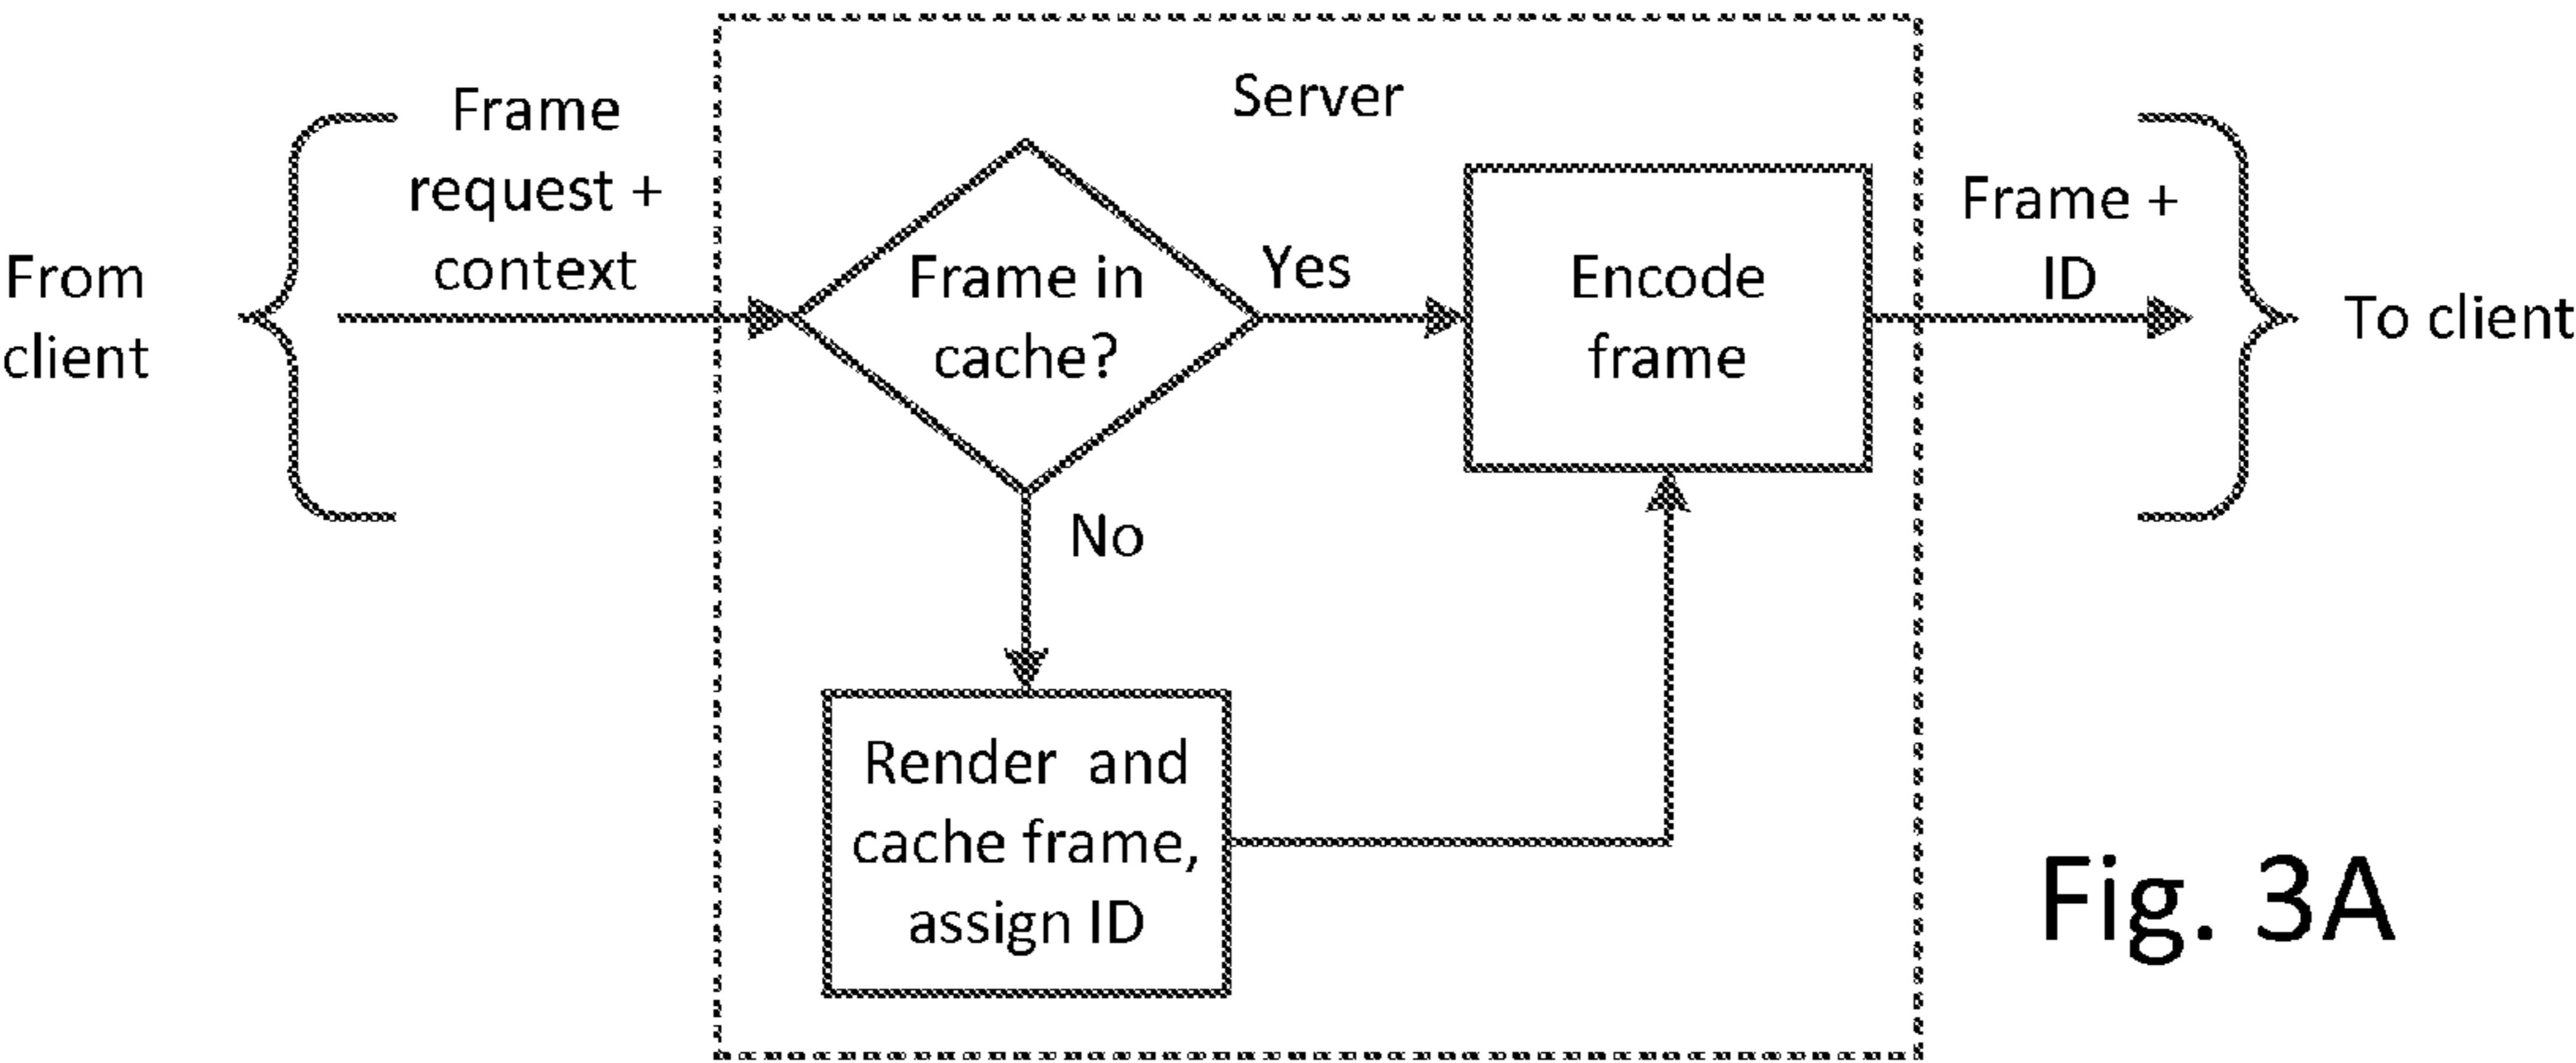 From
client
Frame
request +
context
Server
Frame in
cache?
Yes
No
Encode
frame
Render and
cache frame,
assign ID
Frame +
ID
To client
Fig. 3A